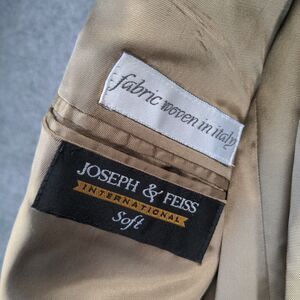 fabric woven in italy
JOSEPH & FEISS
INTERNATIONAL
Soft